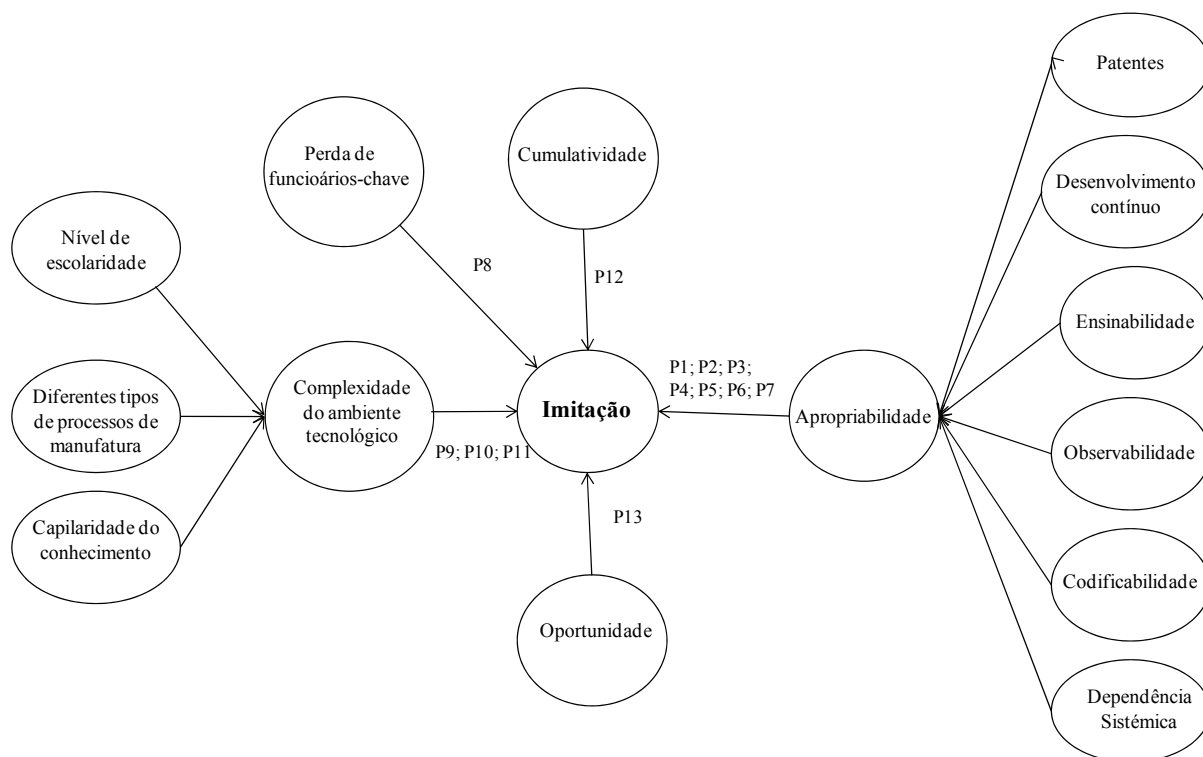 Patentes
Cumulatividade
Perda de
funcioários-chave
Desenvolvimento
contínuo
Nível de
escolaridade
P8
P12
Ensinabilidade
P1; P2; P3;
P4; P5; P6; P7
Diferentes tipos
de processos de
manufatura
Complexidade
do ambiente
tecnológico
Imitação
Apropriabilidade
P9; P10; P11
Observabilidade
P13
Capilaridade do
conhecimento
Codificabilidade
Oportunidade
Dependência
Sistémica